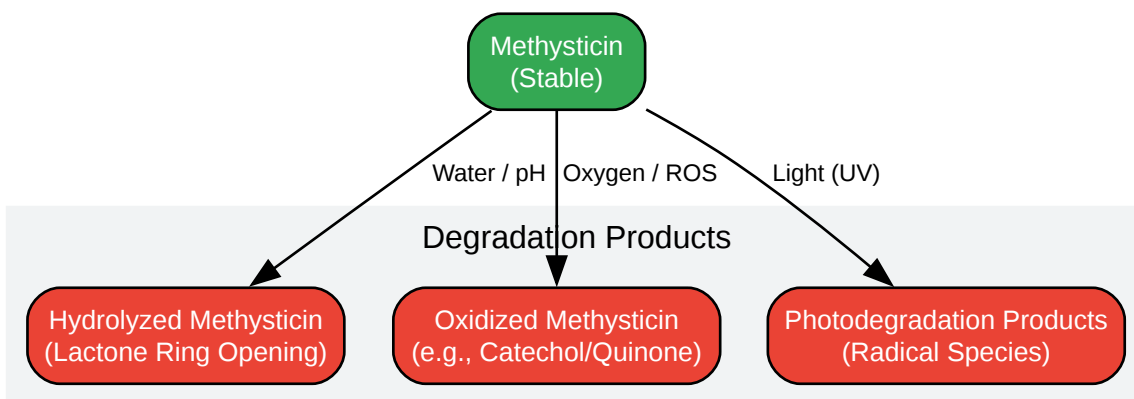 Methysticin
(Stable)
Water / pH
Oxygen / ROS
Light (UV)
Degradation Products
Hydrolyzed Methysticin
(Lactone Ring Opening)
Oxidized Methysticin
(e.g., Catechol/Quinone)
Photodegradation Products
(Radical Species)